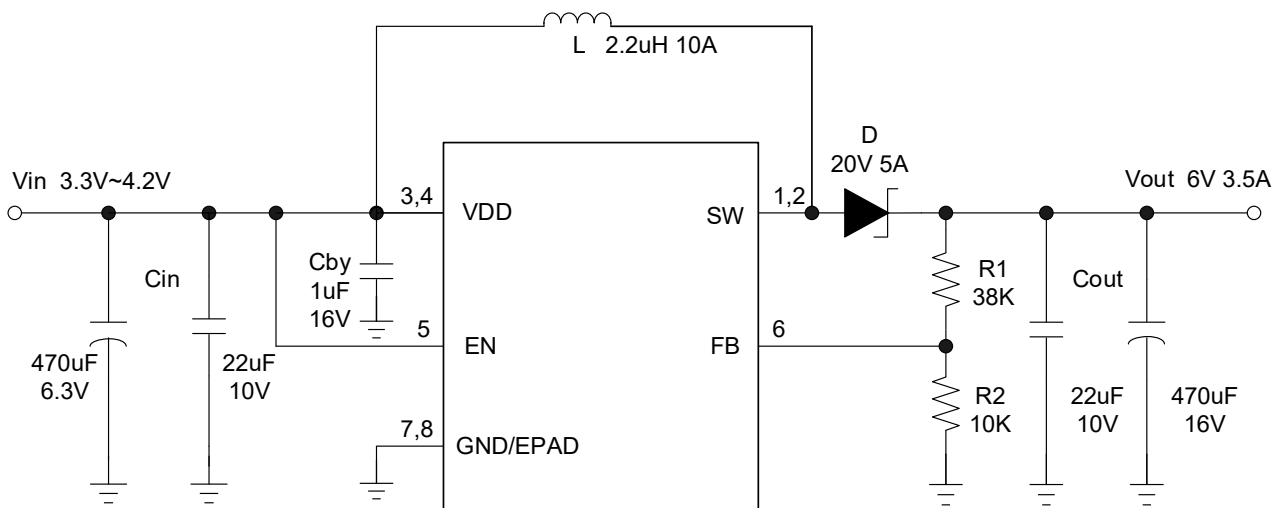 L 2.2uH 10A
D
20V 5A
Vin 3.3V~4.2V
Vout 6V 3.5A
3,4
VDD
SW
1,2
Cin
Cby
1uF
16V
R1
38K
Cout
5
EN
FB
6
470uF
6.3V
22uF
10V
R2
10K
22uF
10V
470uF
16V
7,8
GND/EPAD